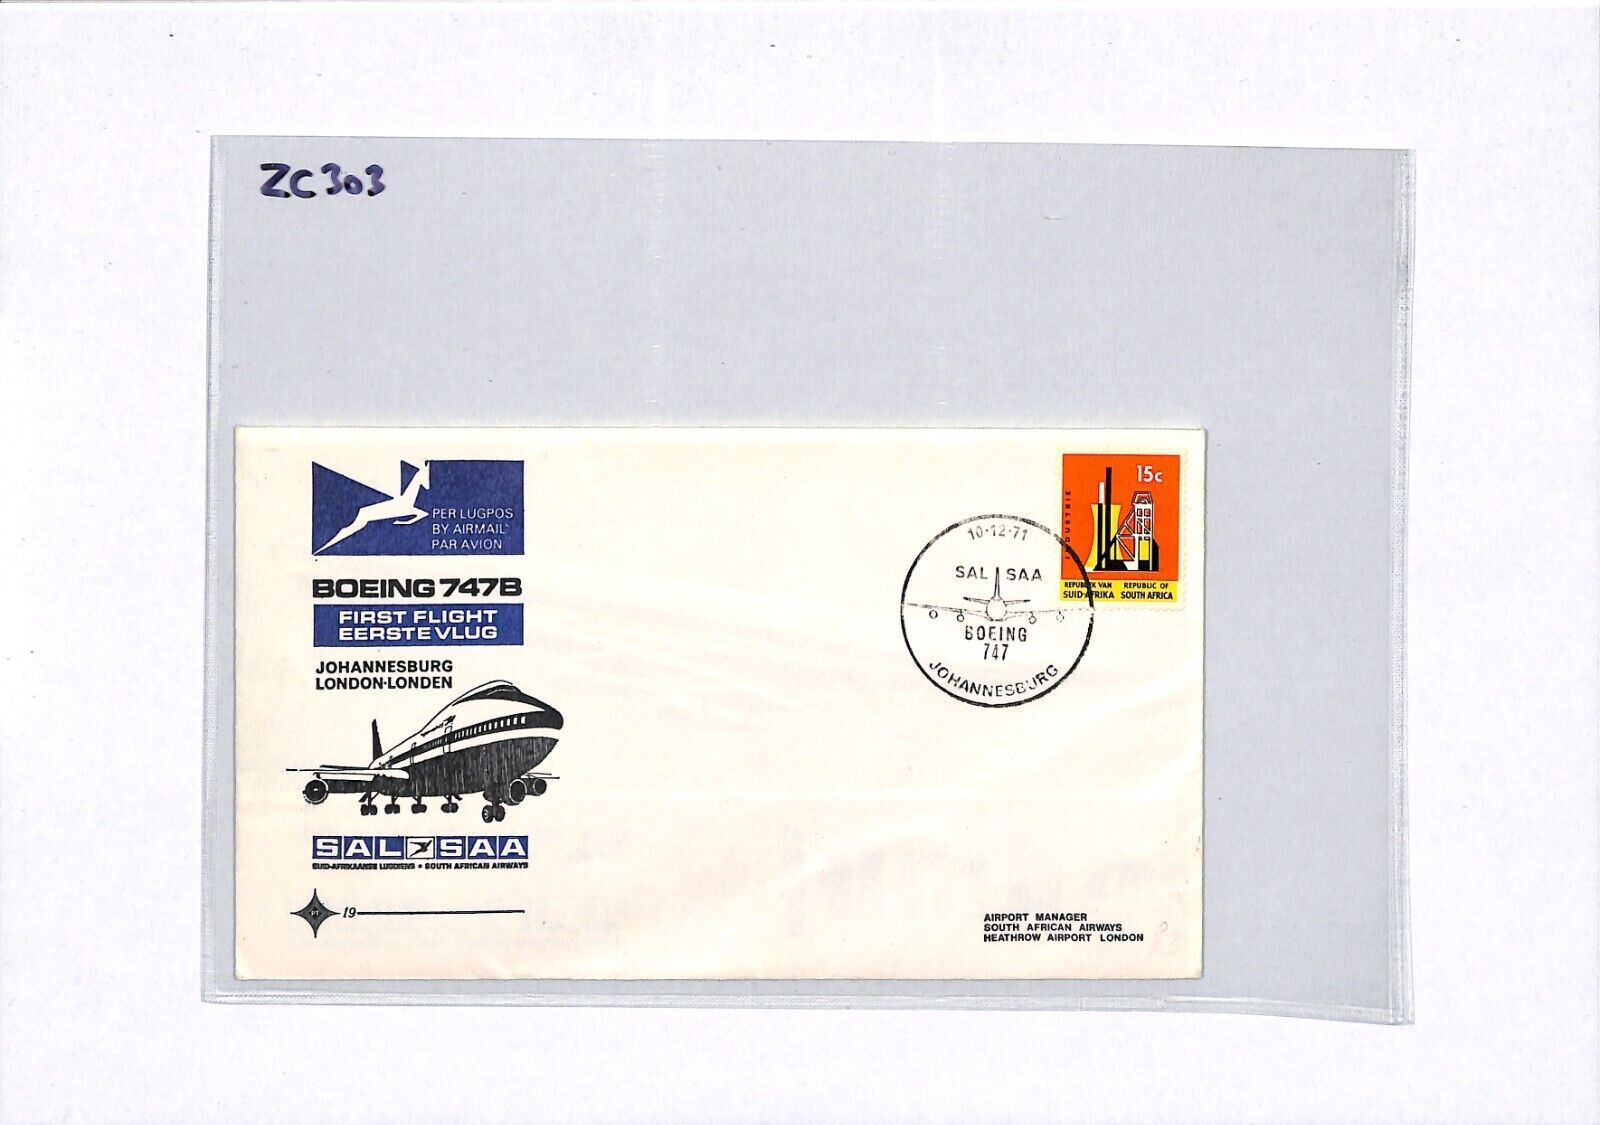 ZC303
PER LUGPOS
BY AIRMAIL
PAR AVION
BOEING 747B
FIRST FLIGHT
EERSTE VLUG
JOHANNESBURG
LONDON-LONDEN
SAL SAA
SUID-AFRIKAANSE LUGDIENS • SOUTH AFRICAN AIRWAYS
PT 19
10·12·71
SAL SAA
BOEING
747
JOHANNESBURG
15c
INDUSTRIE
REPUBLIEK VAN REPUBLIC OF
SUID-AFRIKA SOUTH AFRICA
AIRPORT MANAGER
SOUTH AFRICAN AIRWAYS
HEATHROW AIRPORT LONDON